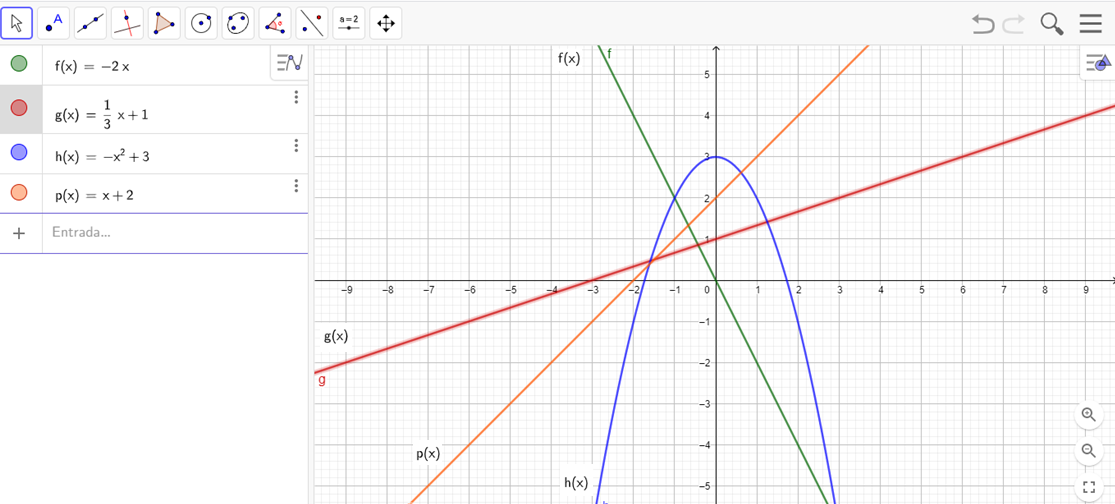 A
a=2
f(x) = −2 x
g(x) = 1/3 x + 1
h(x) = −x² + 3
p(x) = x + 2
+ Entrada...
f(x)
f
g(x)
g
p(x)
h(x)
5
4
3
2
1
−1
−2
−3
−4
−5
−9 −8 −7 −6 −5 −4 −3 −2 −1 0 1 2 3 4 5 6 7 8 9